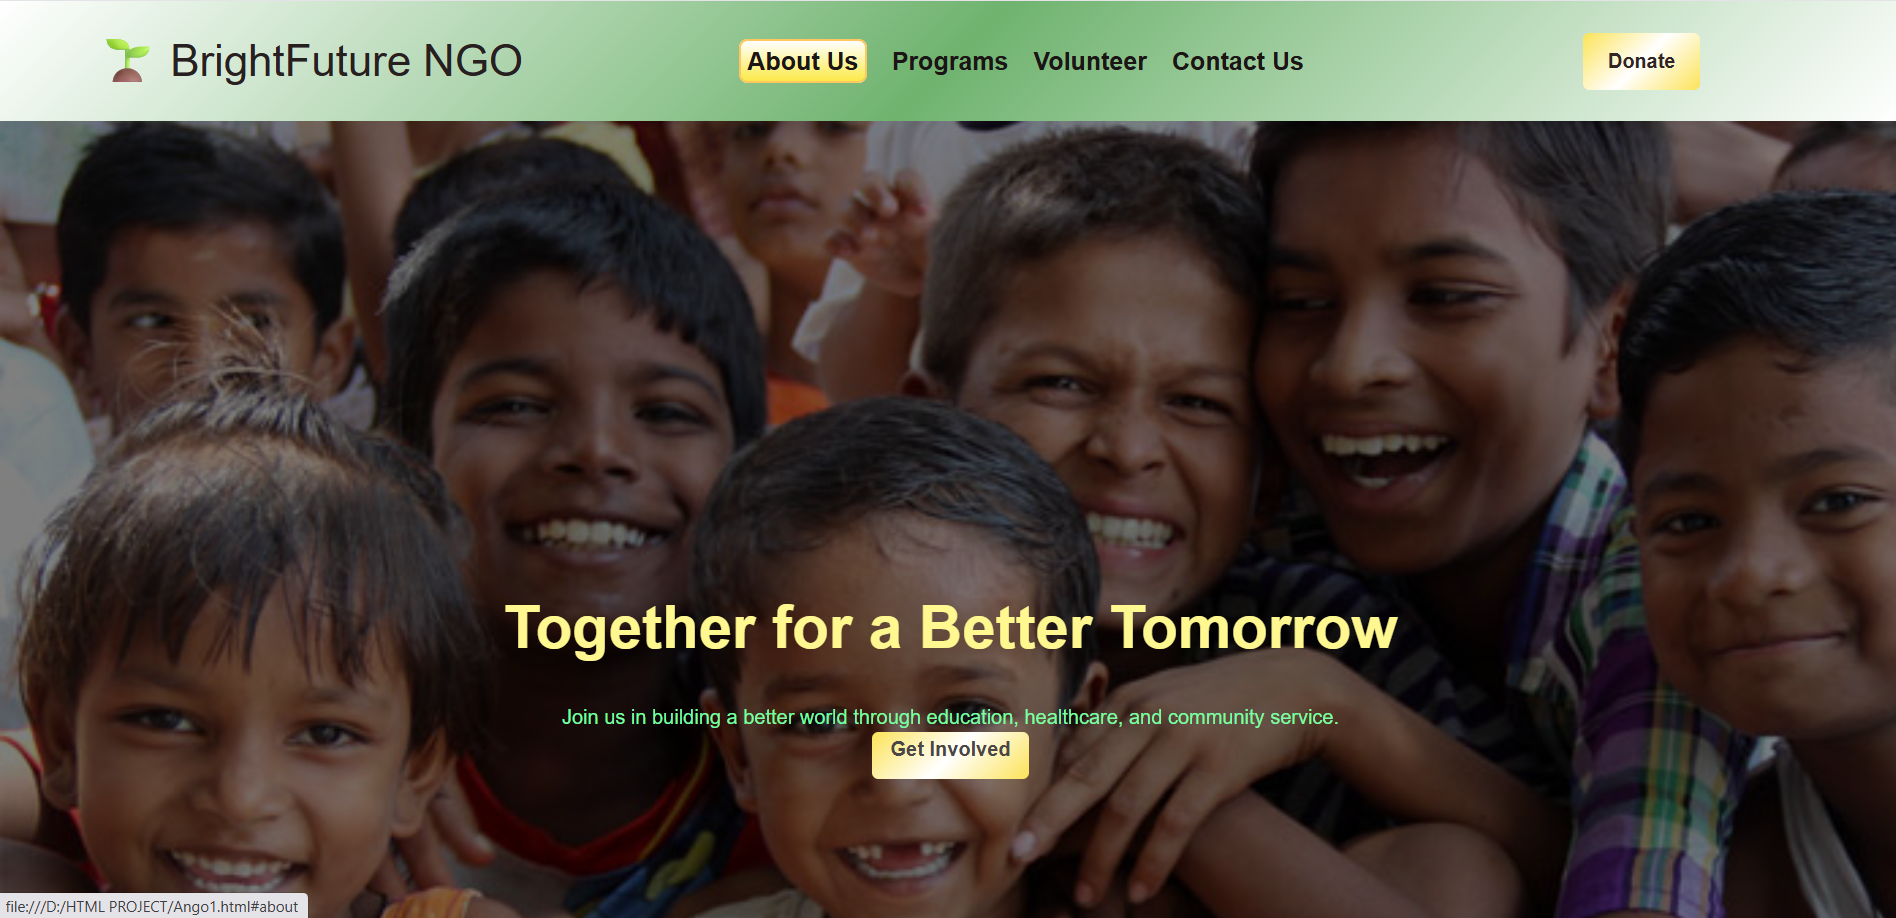 BrightFuture NGO
About Us
Programs
Volunteer
Contact Us
Donate
Together for a Better Tomorrow
Join us in building a better world through education, healthcare, and community service.
Get Involved
file:///D:/HTML PROJECT/Ango1.html#about